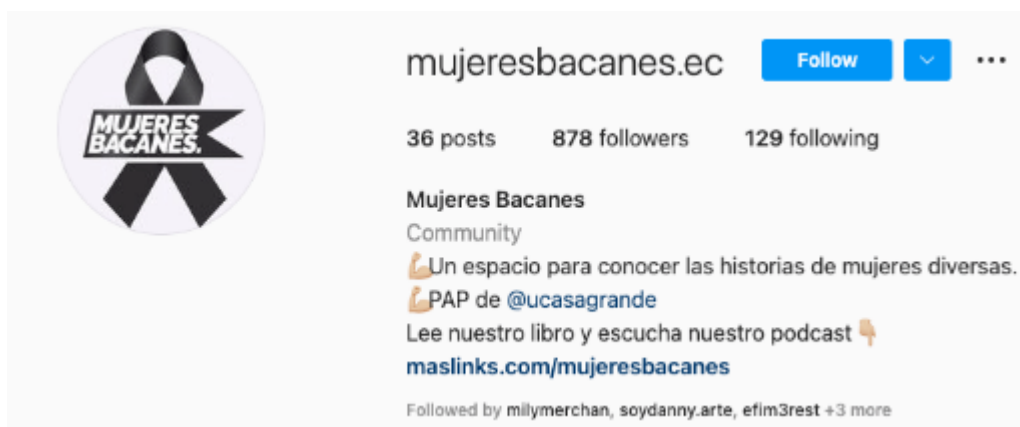 MUJERES
BACANES.
mujeresbacanes.ec Follow
36 posts 878 followers 129 following
Mujeres Bacanes
Community
💪🏼Un espacio para conocer las historias de mujeres diversas.
💪🏼PAP de @ucasagrande
Lee nuestro libro y escucha nuestro podcast👇🏼
maslinks.com/mujeresbacanes
Followed by milymerchan, soydanny.arte, efim3rest +3 more